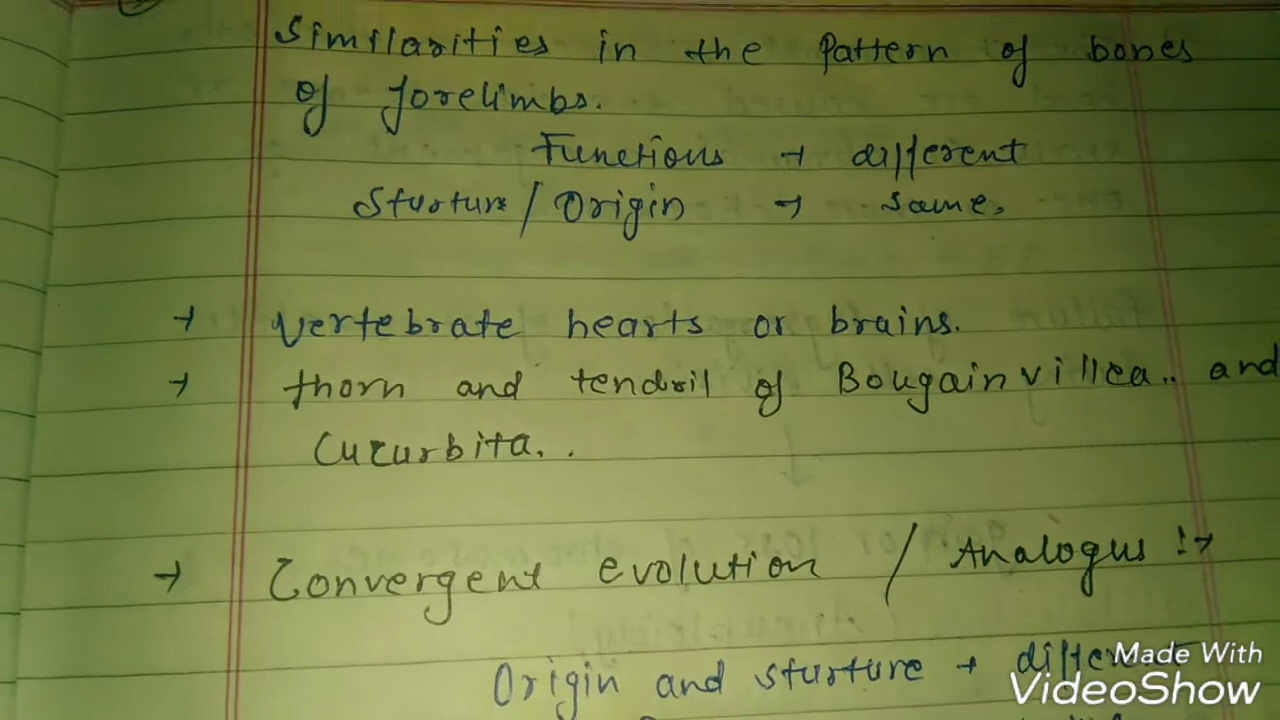 Similarities in the Pattern of bones
of forelimbs.
Functions → different
Sturture / Origin → same.
→ Vertebrate hearts or brains.
→ thorn and tendril of Bougainvillea.. and
Cucurbita..
→ Convergent evolution / Analogus :→
Origin and sturture → different
Made With
VideoShow